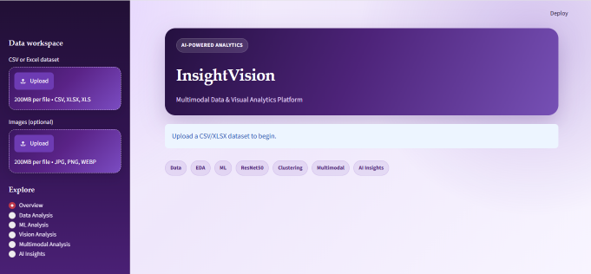 Deploy
Data workspace
CSV or Excel dataset
Upload
200MB per file • CSV, XLSX, XLS
Images (optional)
Upload
200MB per file • JPG, PNG, WEBP
Explore
Overview
Data Analysis
ML Analysis
Vision Analysis
Multimodal Analysis
AI Insights
AI-POWERED ANALYTICS
InsightVision
Multimodal Data & Visual Analytics Platform
Upload a CSV/XLSX dataset to begin.
Data EDA ML ResNet50 Clustering Multimodal AI Insights